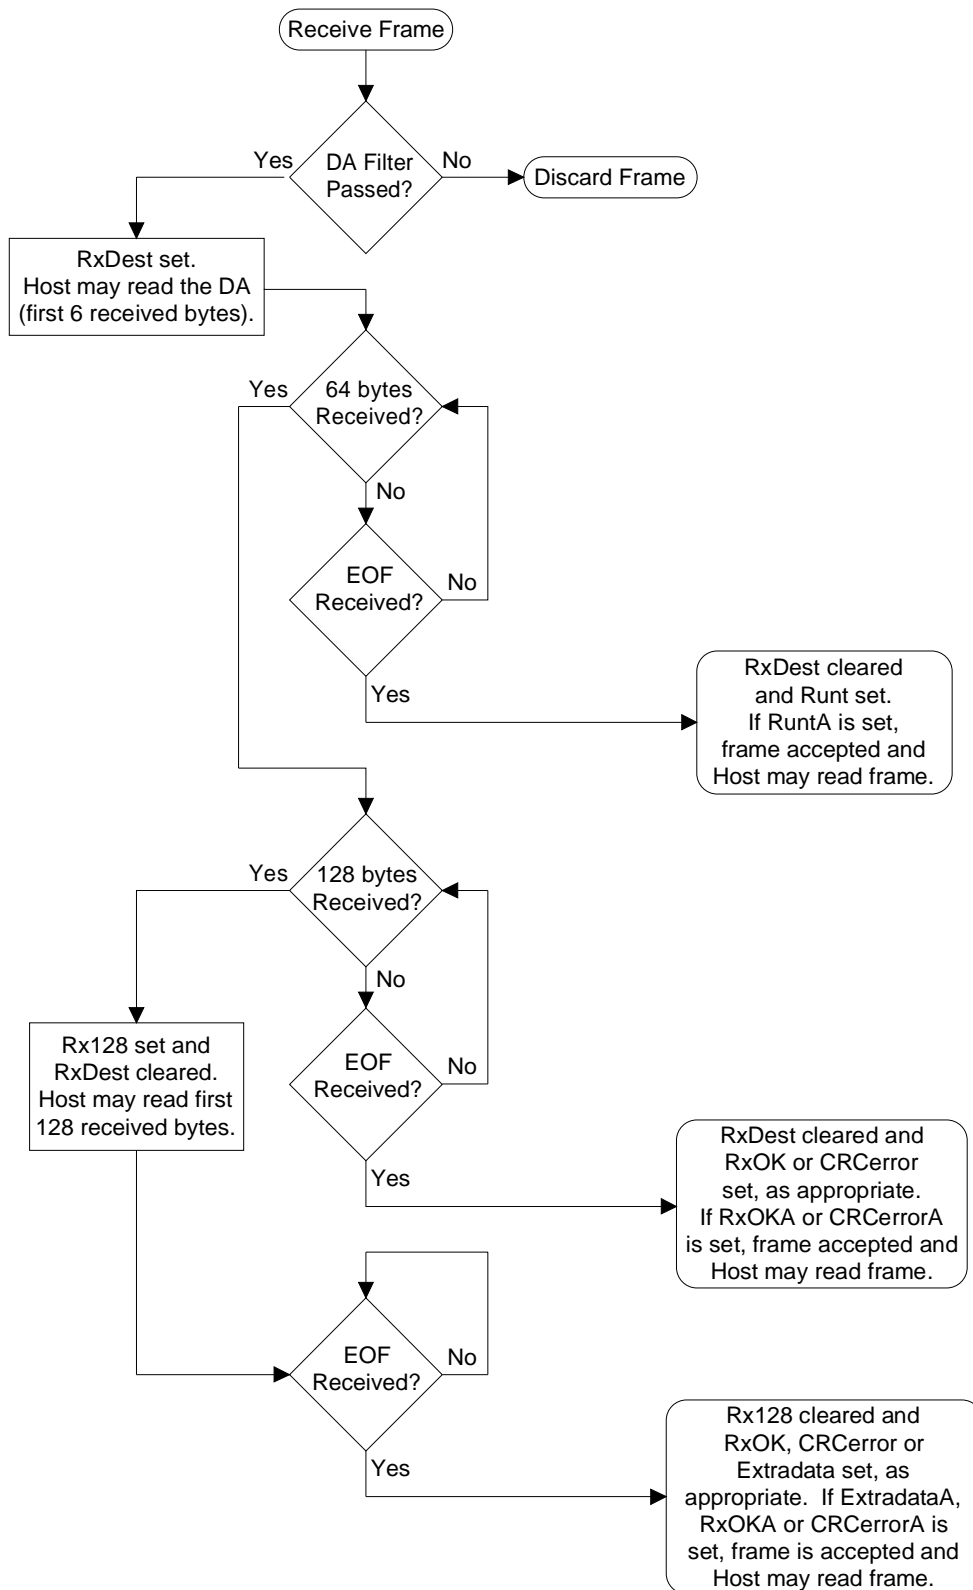 Receive Frame
DA Filter
Passed?
Yes
No
Discard Frame
RxDest set.
Host may read the DA
(first 6 received bytes).
64 bytes
Received?
Yes
No
EOF
Received?
No
Yes
RxDest cleared
and Runt set.
If RuntA is set,
frame accepted and
Host may read frame.
128 bytes
Received?
Yes
No
Rx128 set and
RxDest cleared.
Host may read first
128 received bytes.
EOF
Received?
No
Yes
RxDest cleared and
RxOK or CRCerror
set, as appropriate.
If RxOKA or CRCerrorA
is set, frame accepted and
Host may read frame.
EOF
Received?
No
Yes
Rx128 cleared and
RxOK, CRCerror or
Extradata set, as
appropriate.  If ExtradataA,
RxOKA or CRCerrorA is
set, frame is accepted and
Host may read frame.